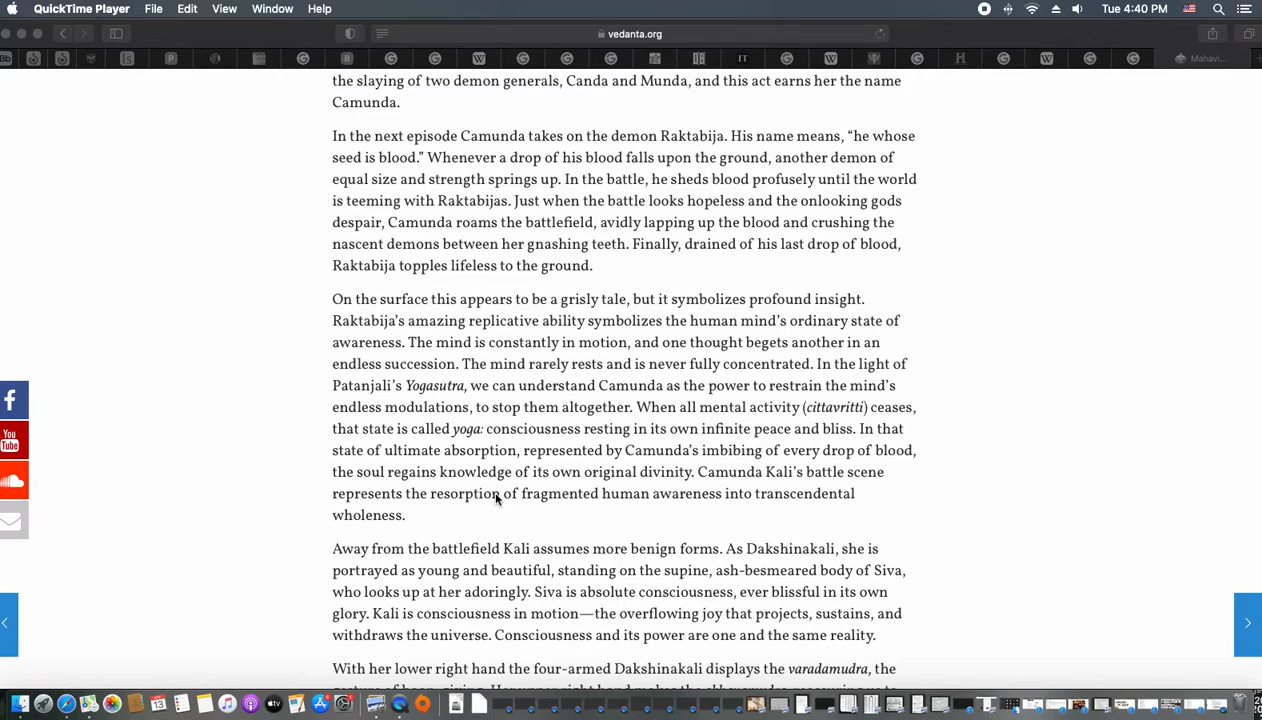 QuickTime Player File Edit View Window Help Tue 4:40 PM
vedanta.org
Bb W W IT W H W Mahavi...
the slaying of two demon generals, Canda and Munda, and this act earns her the name
Camunda.
In the next episode Camunda takes on the demon Raktabija. His name means, “he whose
seed is blood.” Whenever a drop of his blood falls upon the ground, another demon of
equal size and strength springs up. In the battle, he sheds blood profusely until the world
is teeming with Raktabijas. Just when the battle looks hopeless and the onlooking gods
despair, Camunda roams the battlefield, avidly lapping up the blood and crushing the
nascent demons between her gnashing teeth. Finally, drained of his last drop of blood,
Raktabija topples lifeless to the ground.
On the surface this appears to be a grisly tale, but it symbolizes profound insight.
Raktabija’s amazing replicative ability symbolizes the human mind’s ordinary state of
awareness. The mind is constantly in motion, and one thought begets another in an
endless succession. The mind rarely rests and is never fully concentrated. In the light of
Patanjali’s Yogasutra, we can understand Camunda as the power to restrain the mind’s
endless modulations, to stop them altogether. When all mental activity (cittavritti) ceases,
that state is called yoga: consciousness resting in its own infinite peace and bliss. In that
state of ultimate absorption, represented by Camunda’s imbibing of every drop of blood,
the soul regains knowledge of its own original divinity. Camunda Kali’s battle scene
represents the resorption of fragmented human awareness into transcendental
wholeness.
Away from the battlefield Kali assumes more benign forms. As Dakshinakali, she is
portrayed as young and beautiful, standing on the supine, ash-besmeared body of Siva,
who looks up at her adoringly. Siva is absolute consciousness, ever blissful in its own
glory. Kali is consciousness in motion—the overflowing joy that projects, sustains, and
withdraws the universe. Consciousness and its power are one and the same reality.
With her lower right hand the four-armed Dakshinakali displays the varadamudra, the
You
Tube